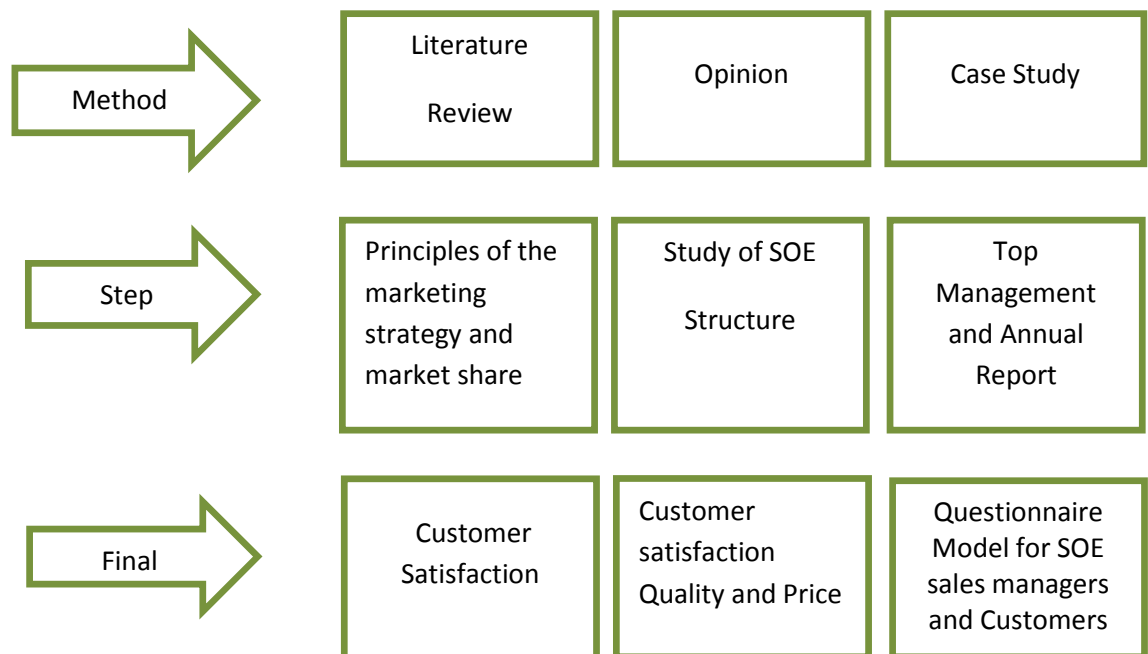 Method
Literature
Review
Opinion
Case Study
Step
Principles of the
marketing
strategy and
market share
Study of SOE
Structure
Top
Management
and Annual
Report
Final
Customer
Satisfaction
Customer
satisfaction
Quality and Price
Questionnaire
Model for SOE
sales managers
and Customers